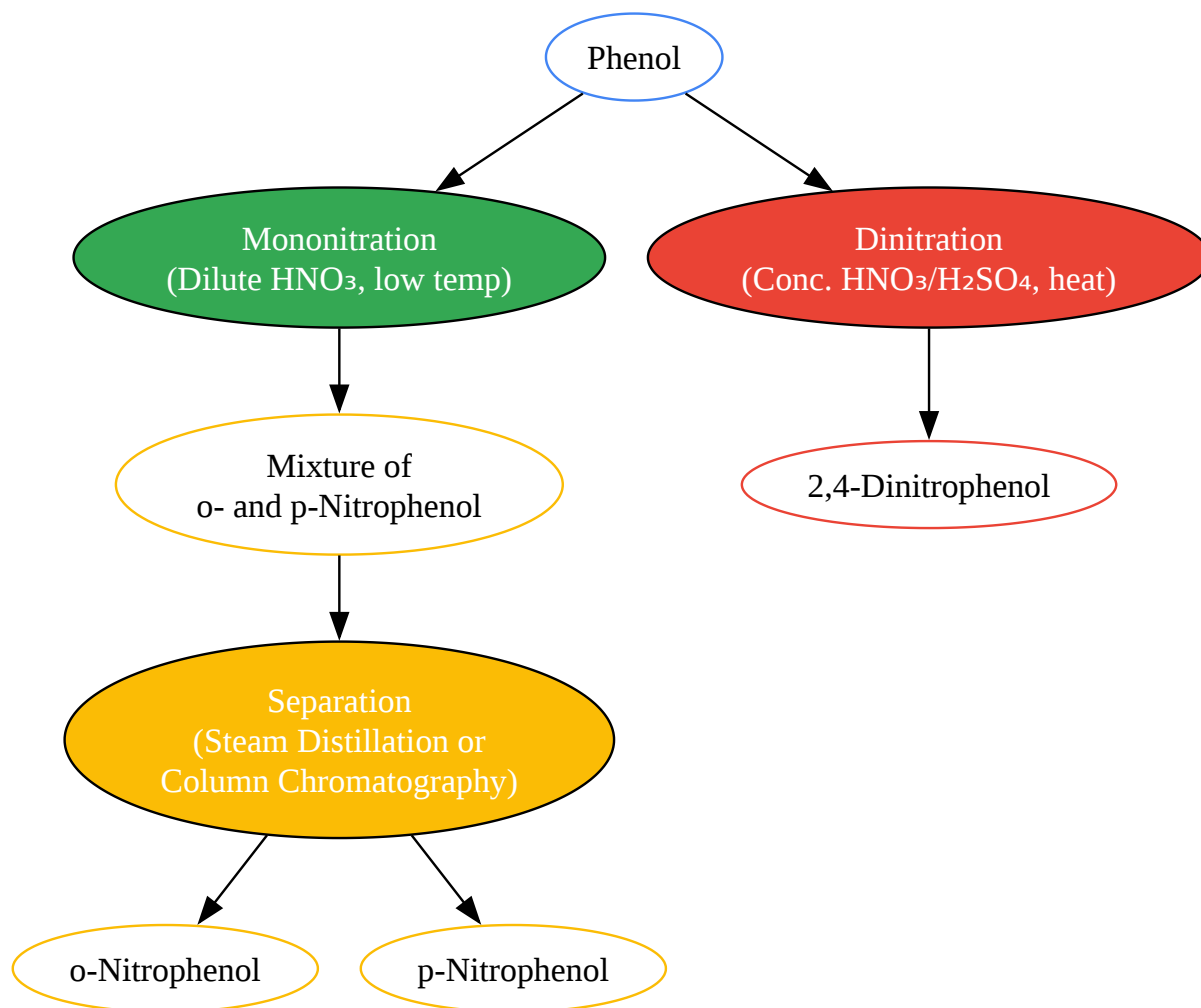 Phenol
Mononitration
(Dilute HNO₃, low temp)
Dinitration
(Conc. HNO₃/H₂SO₄, heat)
Mixture of
o- and p-Nitrophenol
2,4-Dinitrophenol
Separation
(Steam Distillation or
Column Chromatography)
o-Nitrophenol
p-Nitrophenol